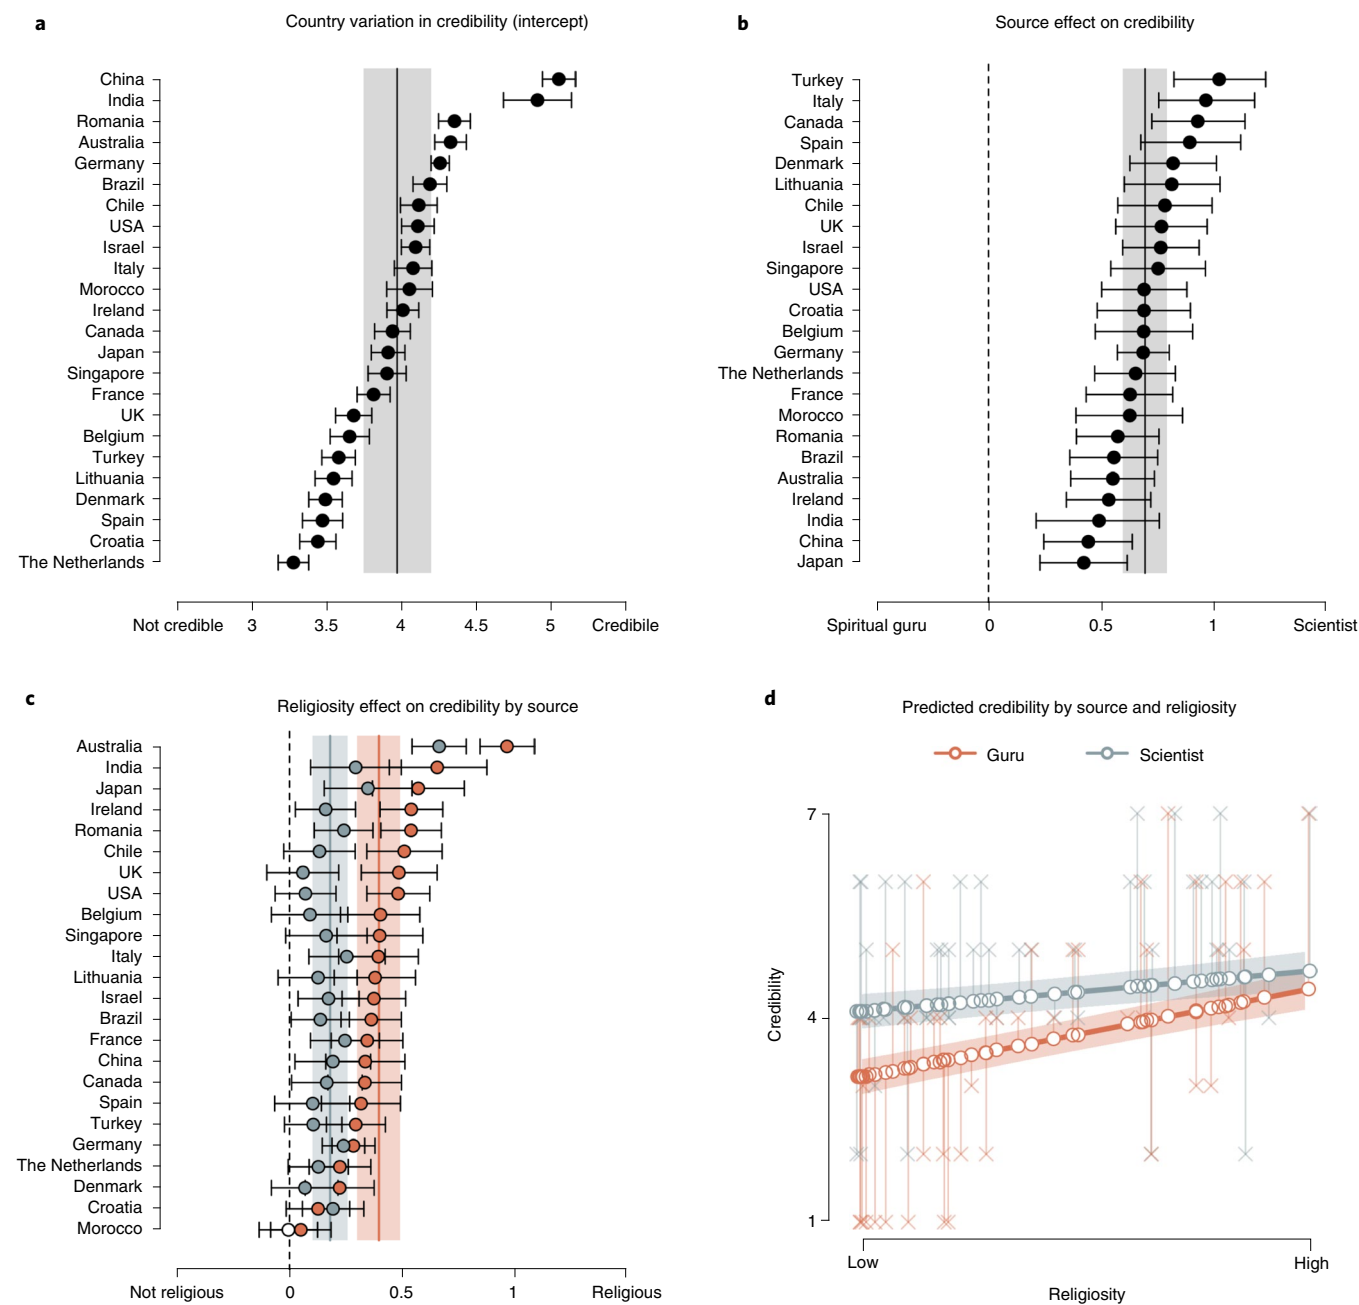 a
Country variation in credibility (intercept)
China
India
Romania
Australia
Germany
Brazil
Chile
USA
Israel
Italy
Morocco
Ireland
Canada
Japan
Singapore
France
UK
Belgium
Turkey
Lithuania
Denmark
Spain
Croatia
The Netherlands
Not credible 3 3.5 4 4.5 5 Credibile
b
Source effect on credibility
Turkey
Italy
Canada
Spain
Denmark
Lithuania
Chile
UK
Israel
Singapore
USA
Croatia
Belgium
Germany
The Netherlands
France
Morocco
Romania
Brazil
Australia
Ireland
India
China
Japan
Spiritual guru 0 0.5 1 Scientist
c
Religiosity effect on credibility by source
Australia
India
Japan
Ireland
Romania
Chile
UK
USA
Belgium
Singapore
Italy
Lithuania
Israel
Brazil
France
China
Canada
Spain
Turkey
Germany
The Netherlands
Denmark
Croatia
Morocco
Not religious 0 0.5 1 Religious
d
Predicted credibility by source and religiosity
Guru Scientist
7
4
1
Credibility
Low High
Religiosity